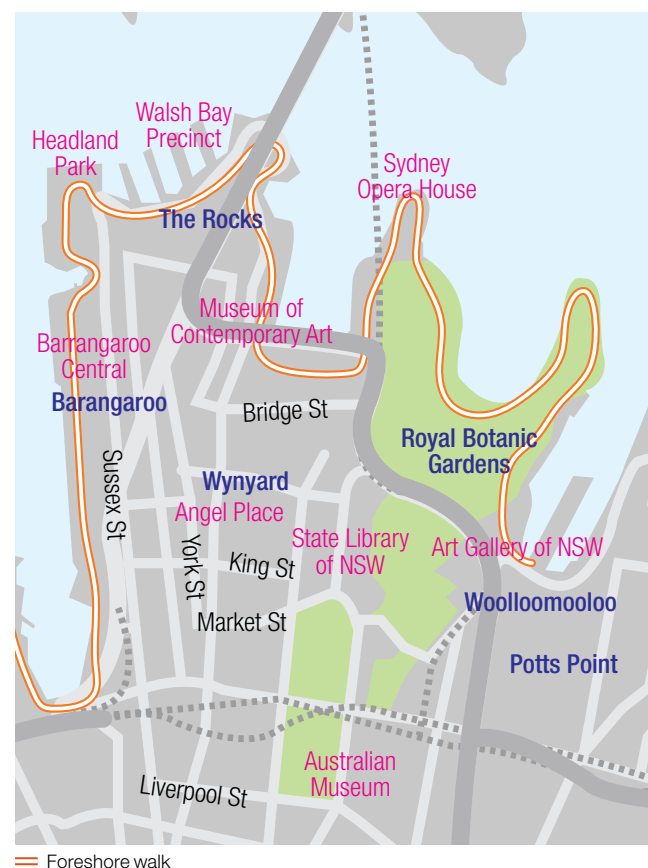 Walsh Bay
Precinct
Headland
Park
Sydney
Opera House
The Rocks
Museum of
Contemporary Art
Barrangaroo
Central
Barangaroo
Bridge St
Royal Botanic
Gardens
Sussex St
Wynyard
Angel Place
York St
King St
State Library
of NSW
Art Gallery of NSW
Market St
Woolloomooloo
Potts Point
Australian
Museum
Liverpool St
Foreshore walk